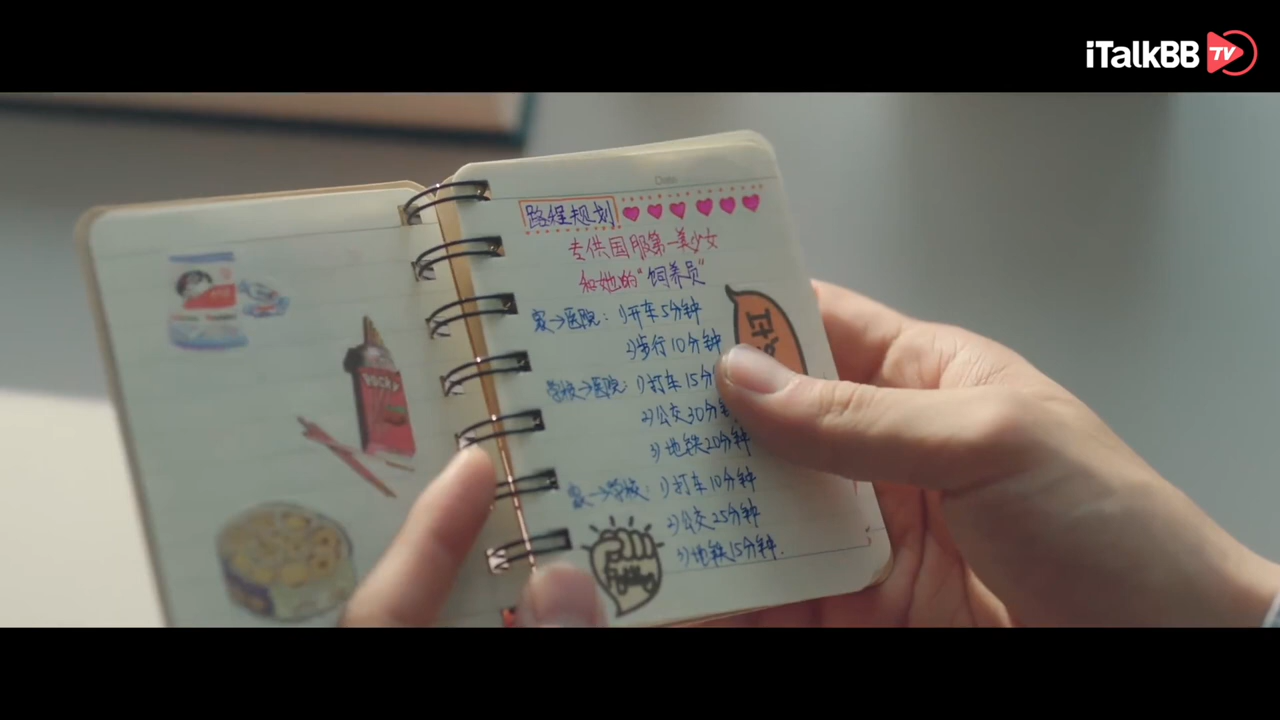 iTalkBB TV
Date
路程规划
专供国服第一美少女
和她的“饲养员”
家→医院：1)开车5分钟
2)步行10分钟
学校→医院：1)打车15分
2)公交30分钟
3)地铁20分钟
家→学校：1)打车10分钟
2)公交25分钟
3)地铁15分钟.
Pocky